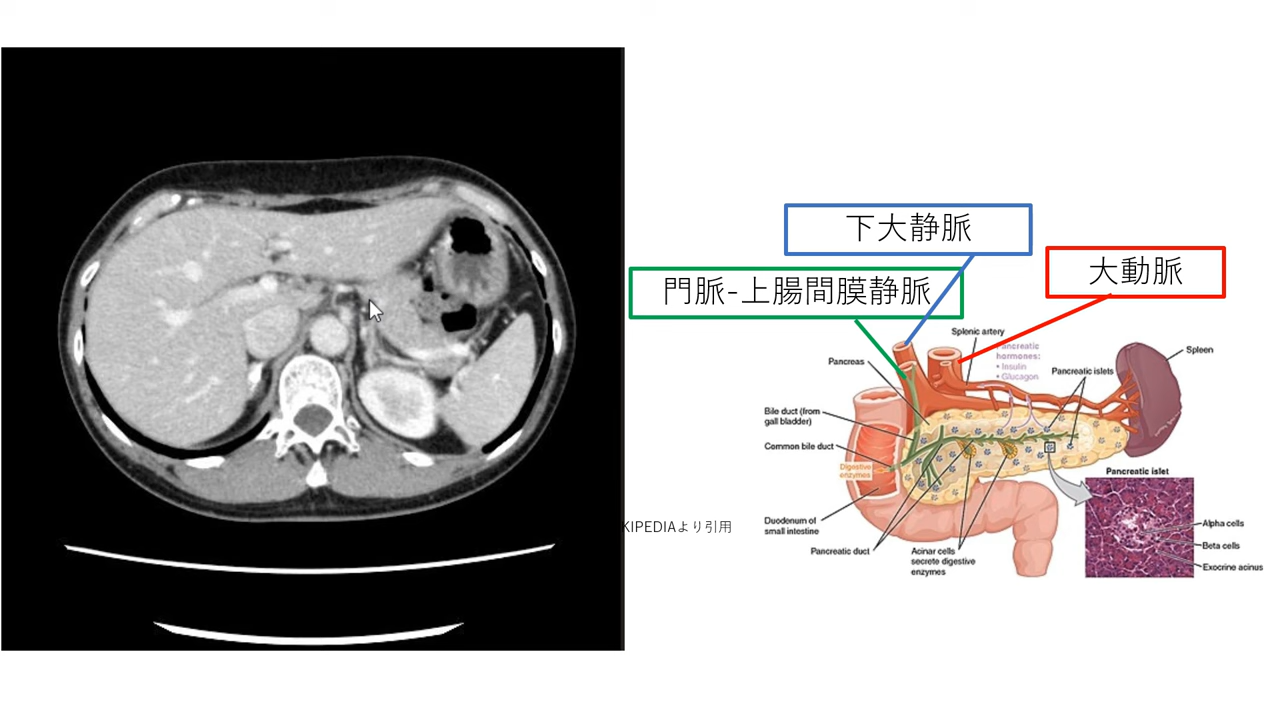 下大静脈
大動脈
門脈-上腸間膜静脈
Splenic artery
Pancreatic
hormones:
• Insulin
• Glucagon
Spleen
Pancreas
Pancreatic islets
Bile duct (from
gall bladder)
Common bile duct
Digestive
enzymes
Pancreatic islet
Duodenum of
small intestine
KIPEDIAより引用
Pancreatic duct
Acinar cells
secrete digestive
enzymes
Alpha cells
Beta cells
Exocrine acinus